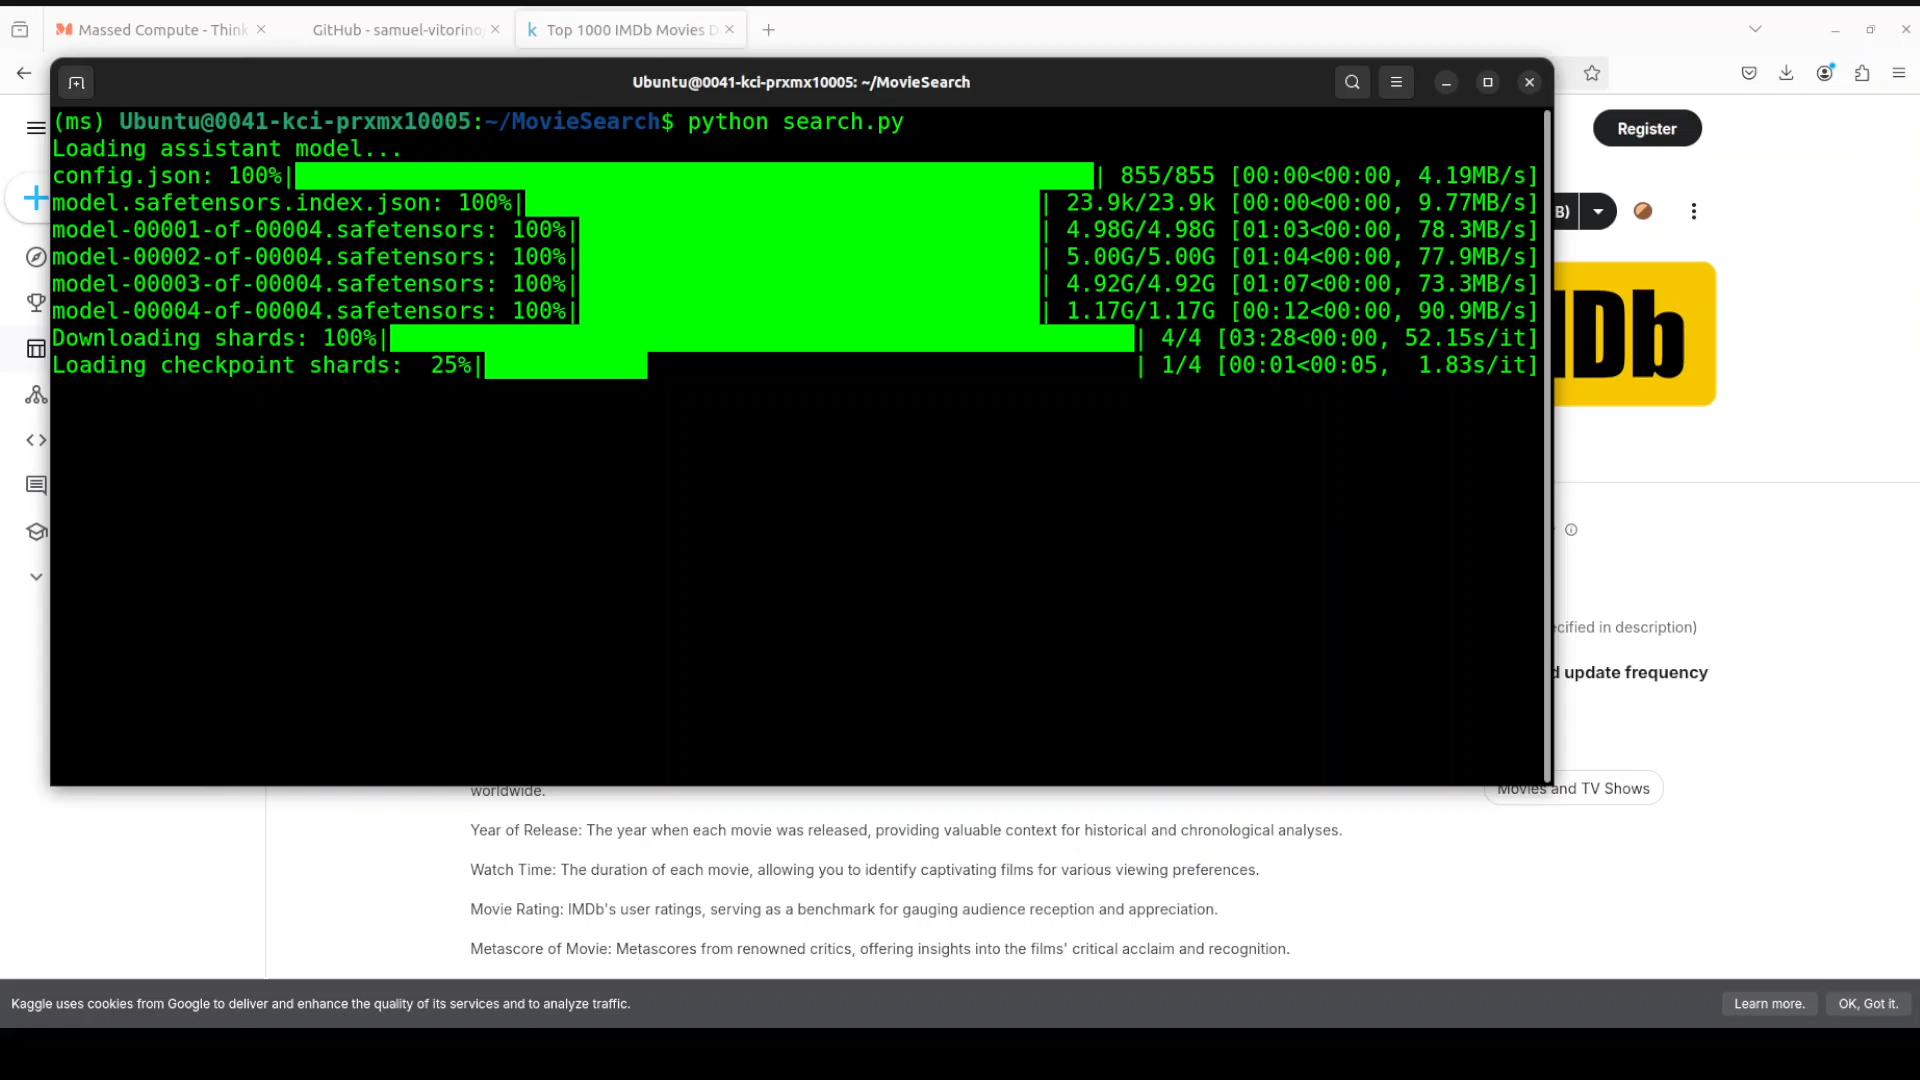 Massed Compute - Think
GitHub - samuel-vitorino/
Top 1000 IMDb Movies D
Ubuntu@0041-kci-prxmx10005: ~/MovieSearch
(ms) Ubuntu@0041-kci-prxmx10005:~/MovieSearch$ python search.py
Loading assistant model...
config.json: 100%| | 855/855 [00:00<00:00, 4.19MB/s]
model.safetensors.index.json: 100%| | 23.9k/23.9k [00:00<00:00, 9.77MB/s]
model-00001-of-00004.safetensors: 100%| | 4.98G/4.98G [01:03<00:00, 78.3MB/s]
model-00002-of-00004.safetensors: 100%| | 5.00G/5.00G [01:04<00:00, 77.9MB/s]
model-00003-of-00004.safetensors: 100%| | 4.92G/4.92G [01:07<00:00, 73.3MB/s]
model-00004-of-00004.safetensors: 100%| | 1.17G/1.17G [00:12<00:00, 90.9MB/s]
Downloading shards: 100%| | 4/4 [03:28<00:00, 52.15s/it]
Loading checkpoint shards: 25%| | 1/4 [00:01<00:05, 1.83s/it]
Register
B)
IDb
ecified in description)
d update frequency
Movies and TV Shows
worldwide.
Year of Release: The year when each movie was released, providing valuable context for historical and chronological analyses.
Watch Time: The duration of each movie, allowing you to identify captivating films for various viewing preferences.
Movie Rating: IMDb's user ratings, serving as a benchmark for gauging audience reception and appreciation.
Metascore of Movie: Metascores from renowned critics, offering insights into the films' critical acclaim and recognition.
Kaggle uses cookies from Google to deliver and enhance the quality of its services and to analyze traffic.
Learn more.
OK, Got it.